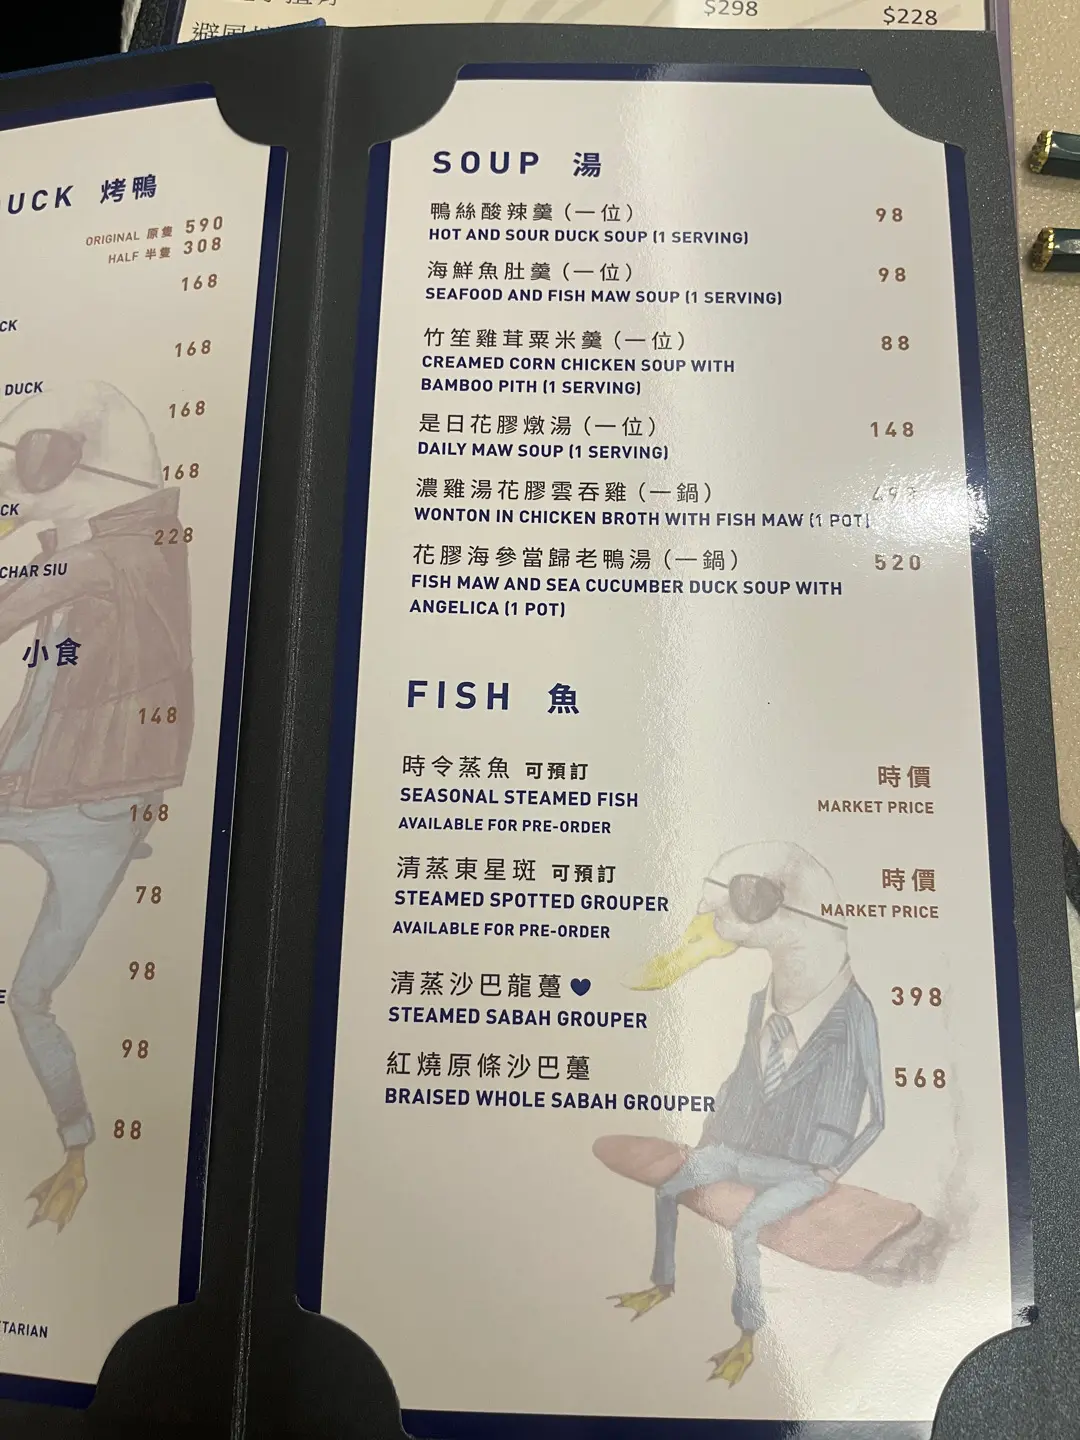 $298
$228
DUCK 烤鴨
ORIGINAL 原隻 590
HALF 半隻 308
168
CK
168
DUCK
168
168
CK
228
CHAR SIU
小食
148
168
78
98
E
98
88
TARIAN
SOUP 湯
鴨絲酸辣羹（一位） 98
HOT AND SOUR DUCK SOUP (1 SERVING)
海鮮魚肚羹（一位） 98
SEAFOOD AND FISH MAW SOUP (1 SERVING)
竹笙雞茸粟米羹（一位） 88
CREAMED CORN CHICKEN SOUP WITH
BAMBOO PITH (1 SERVING)
是日花膠燉湯（一位） 148
DAILY MAW SOUP (1 SERVING)
濃雞湯花膠雲吞雞（一鍋）
WONTON IN CHICKEN BROTH WITH FISH MAW (1 POT)
花膠海參當歸老鴨湯（一鍋） 520
FISH MAW AND SEA CUCUMBER DUCK SOUP WITH
ANGELICA (1 POT)
FISH 魚
時令蒸魚 可預訂 時價
SEASONAL STEAMED FISH MARKET PRICE
AVAILABLE FOR PRE-ORDER
清蒸東星斑 可預訂 時價
STEAMED SPOTTED GROUPER MARKET PRICE
AVAILABLE FOR PRE-ORDER
清蒸沙巴龍躉 398
STEAMED SABAH GROUPER
紅燒原條沙巴躉 568
BRAISED WHOLE SABAH GROUPER